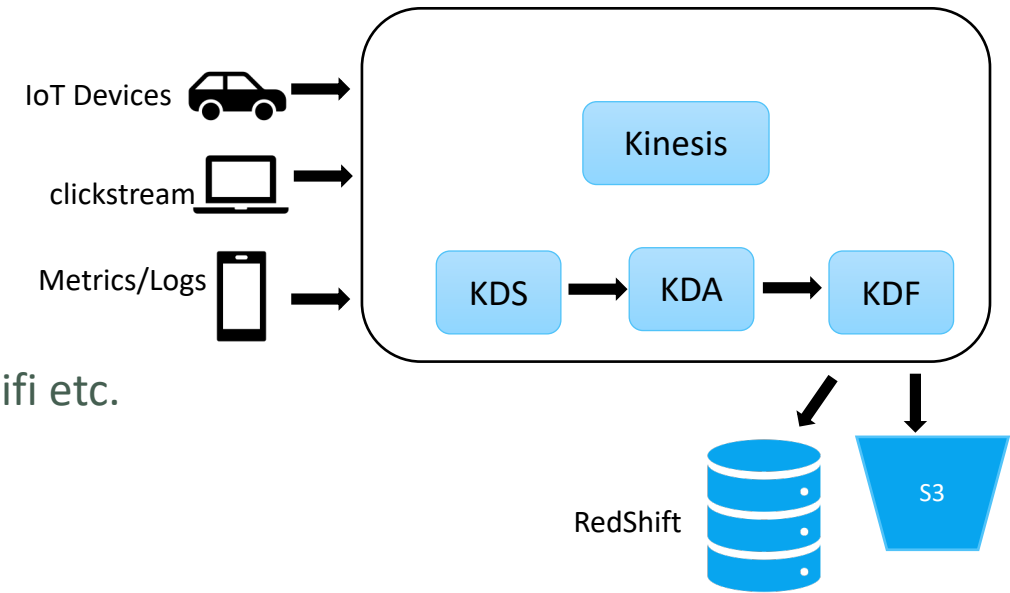 IoT Devices
Kinesis
clickstream
Metrics/Logs
KDS
KDA
KDF
ifi etc.
S3
RedShift